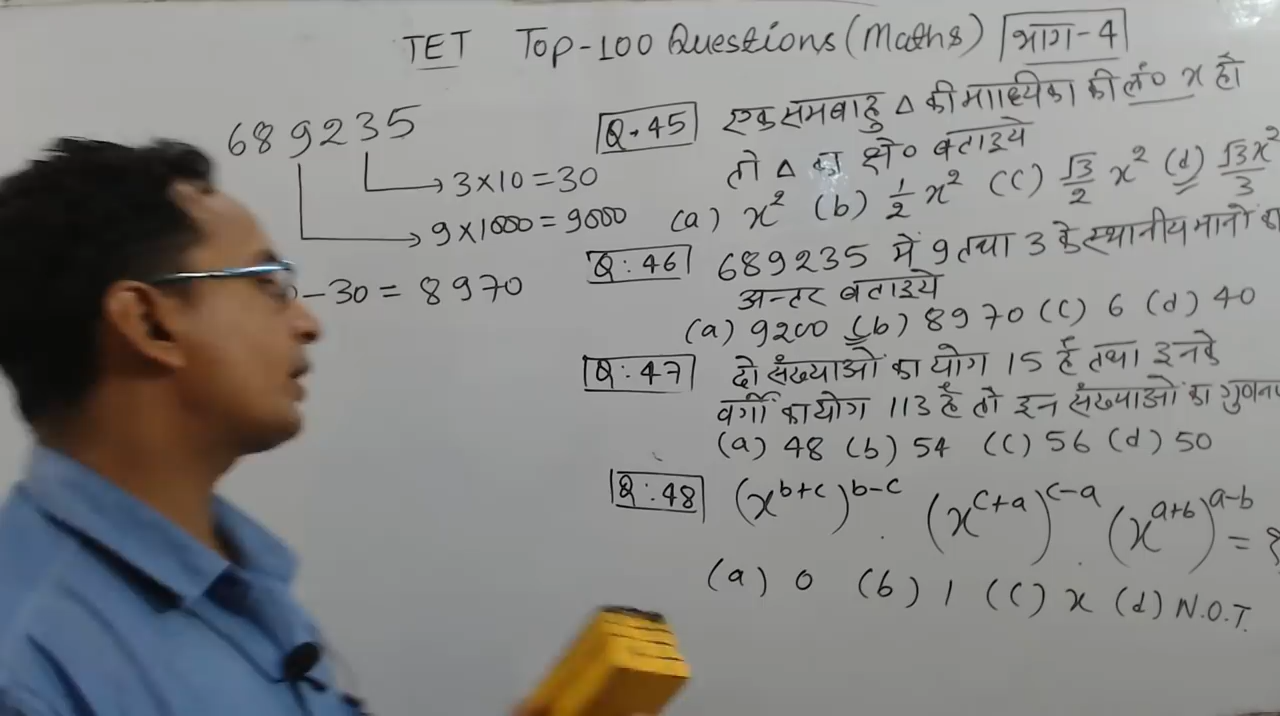 TET Top-100 Questions (Maths) भाग-4
689235
3×10=30
9×1000=9000
-30=8970
Q.45 एक समबाहु Δ की माध्यिका की लं० x हो
तो Δ का क्षे० बताइये
(a) x² (b) 1/2 x² (c) √3/2 x² (d) √3x²/3
Q:46 689235 में 9 तथा 3 के स्थानीय मानों का
अन्तर बताइये
(a) 9200 (b) 8970 (c) 6 (d) 40
Q:47 दो संख्याओं का योग 15 है तथा इनके
वर्गो का योग 113 है तो इन संख्याओं का
(a) 48 (b) 54 (c) 56 (d) 50
Q:48 (x^{b+c})^{b-c} (x^{c+a})^{c-a} (x^{a+b})^{a-b} = ?
(a) 0 (b) 1 (c) x (d) N.O.T.